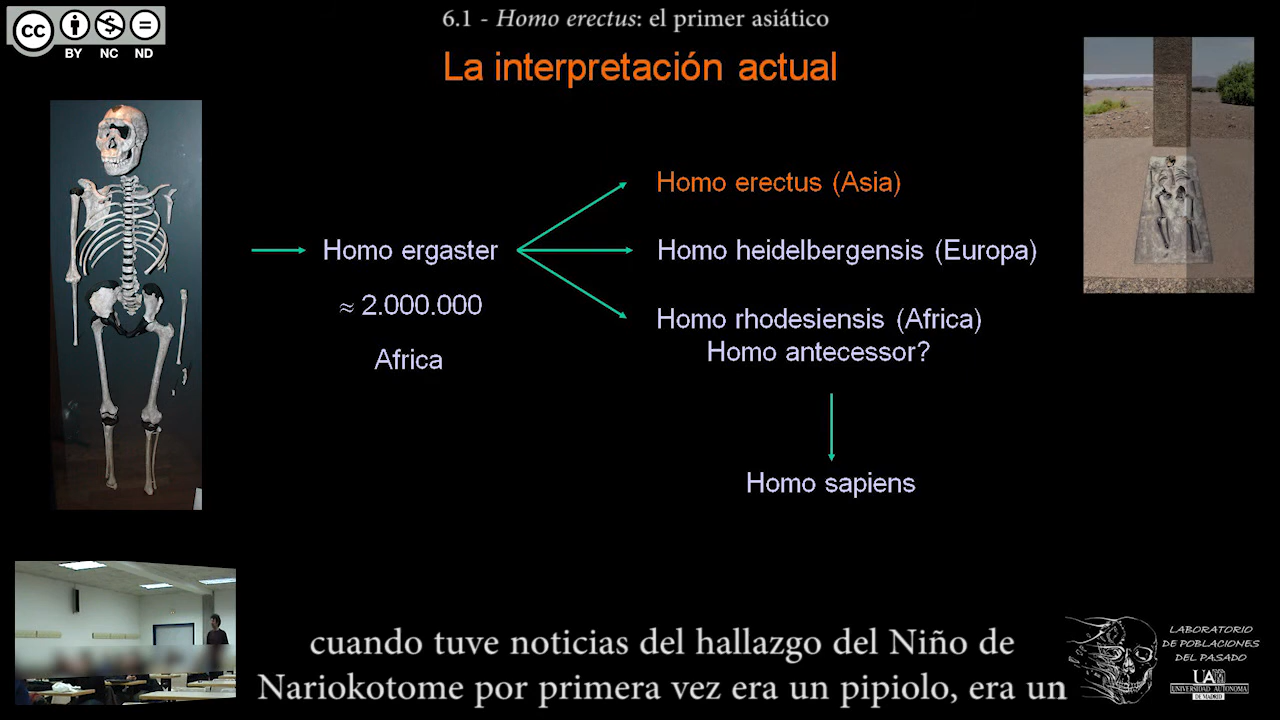 6.1 - Homo erectus: el primer asiático
cc
BY NC ND
La interpretación actual
Homo erectus (Asia)
Homo ergaster
Homo heidelbergensis (Europa)
≈ 2.000.000
Homo rhodesiensis (Africa)
Africa
Homo antecessor?
Homo sapiens
cuando tuve noticias del hallazgo del Niño de
Nariokotome por primera vez era un pipiolo, era un
LABORATORIO
DE POBLACIONES
DEL PASADO
UAM
UNIVERSIDAD AUTONOMA
DE MADRID